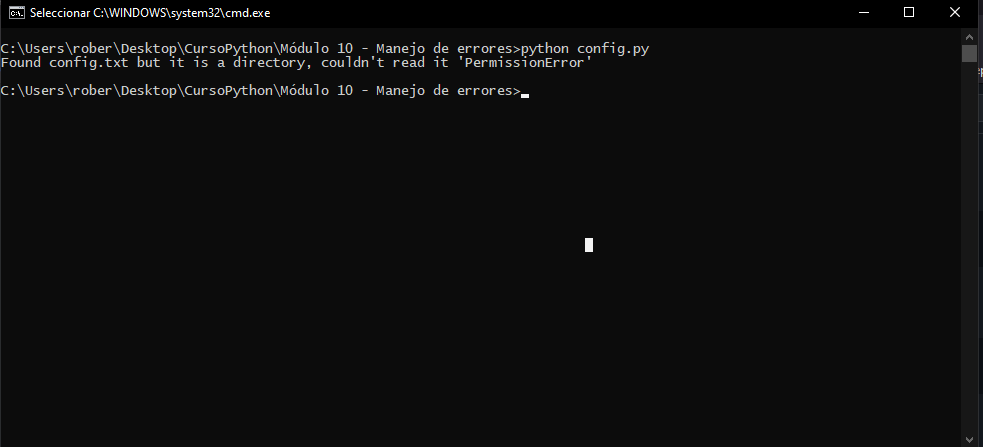 Seleccionar C:\WINDOWS\system32\cmd.exe
C:\Users\rober\Desktop\CursoPython\Módulo 10 - Manejo de errores>python config.py
Found config.txt but it is a directory, couldn't read it 'PermissionError'
C:\Users\rober\Desktop\CursoPython\Módulo 10 - Manejo de errores>